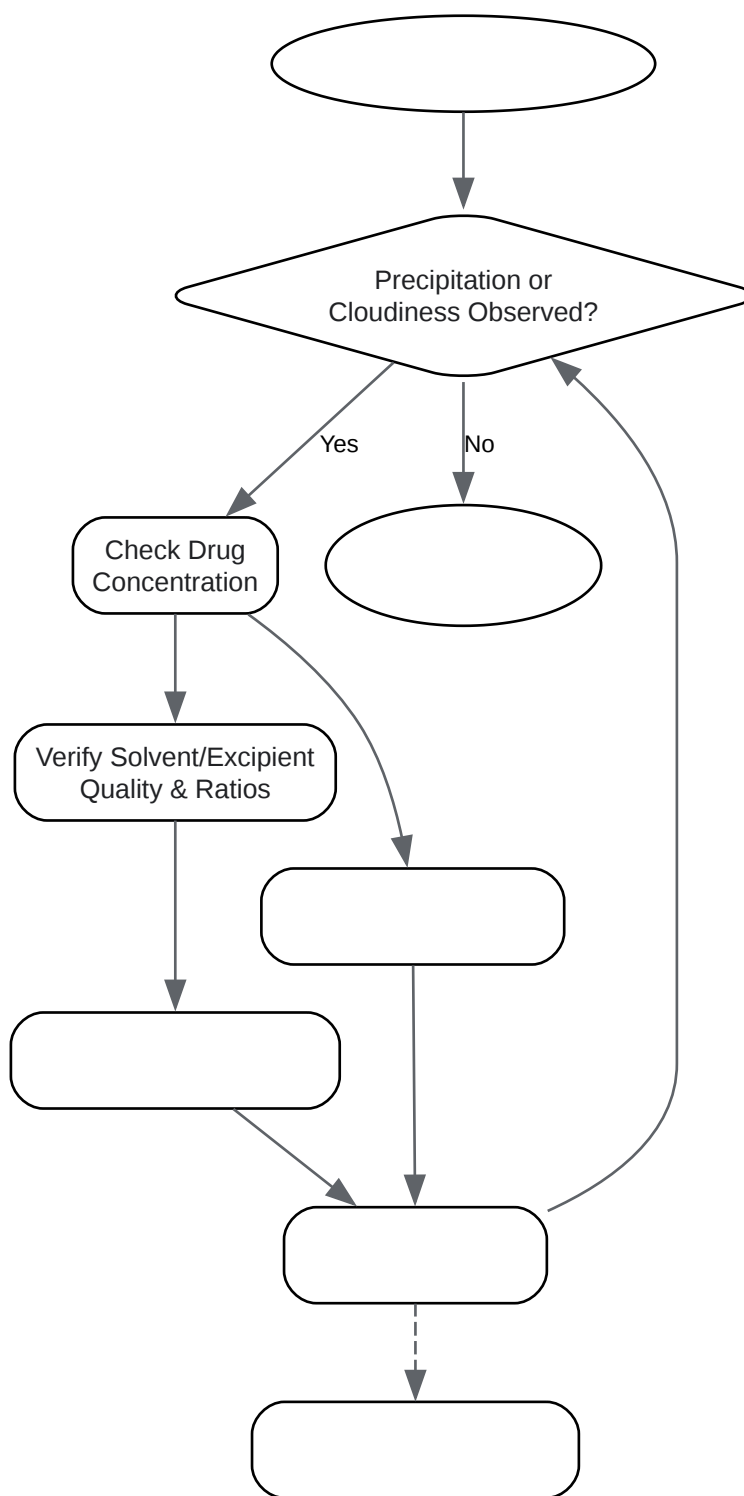 Precipitation or
Cloudiness Observed?
Yes
No
Check Drug
Concentration
Verify Solvent/Excipient
Quality & Ratios